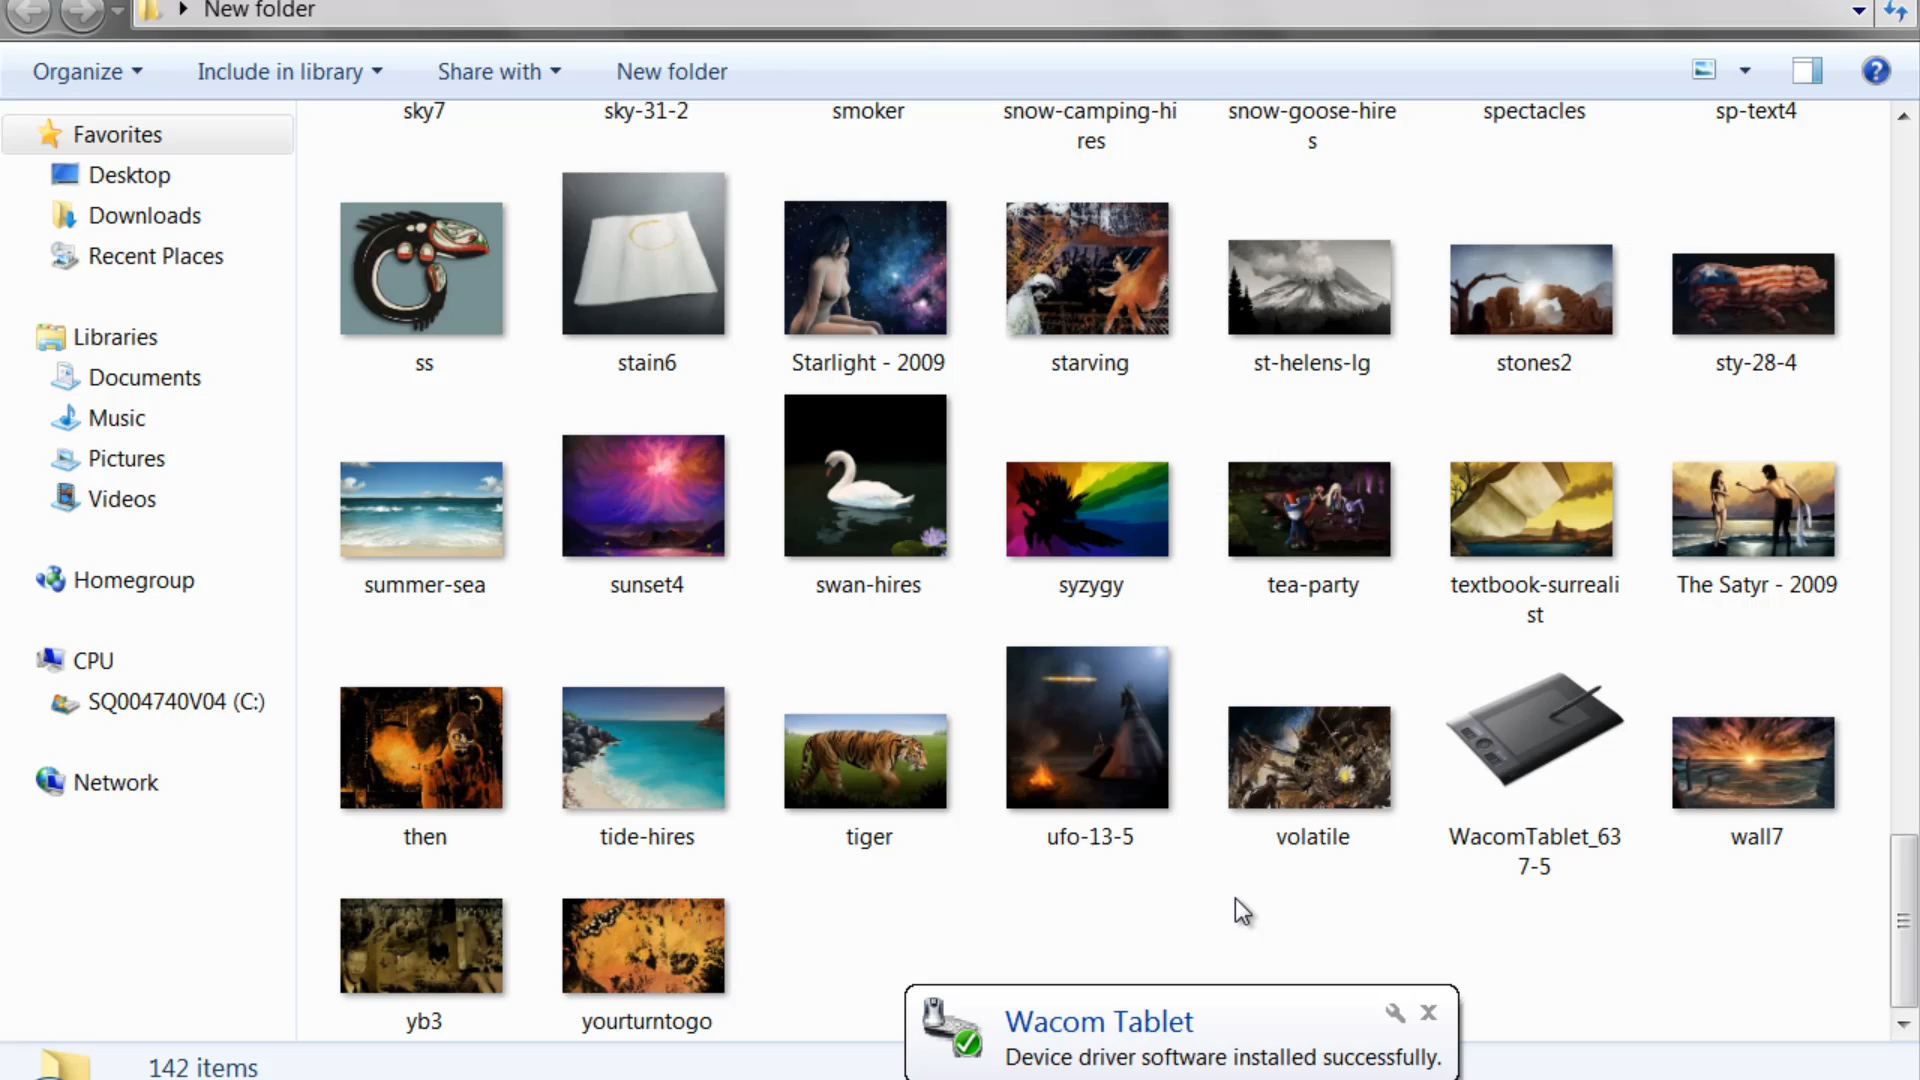 New folder
Organize
Include in library
Share with
New folder
Favorites
Desktop
Downloads
Recent Places
Libraries
Documents
Music
Pictures
Videos
Homegroup
CPU
SQ004740V04 (C:)
Network
sky7
sky-31-2
smoker
snow-camping-hi
res
snow-goose-hire
s
spectacles
sp-text4
ss
stain6
Starlight - 2009
starving
st-helens-lg
stones2
sty-28-4
summer-sea
sunset4
swan-hires
syzygy
tea-party
textbook-surreali
st
The Satyr - 2009
then
tide-hires
tiger
ufo-13-5
volatile
WacomTablet_63
7-5
wall7
yb3
yourturntogo
Wacom Tablet
Device driver software installed successfully.
142 items